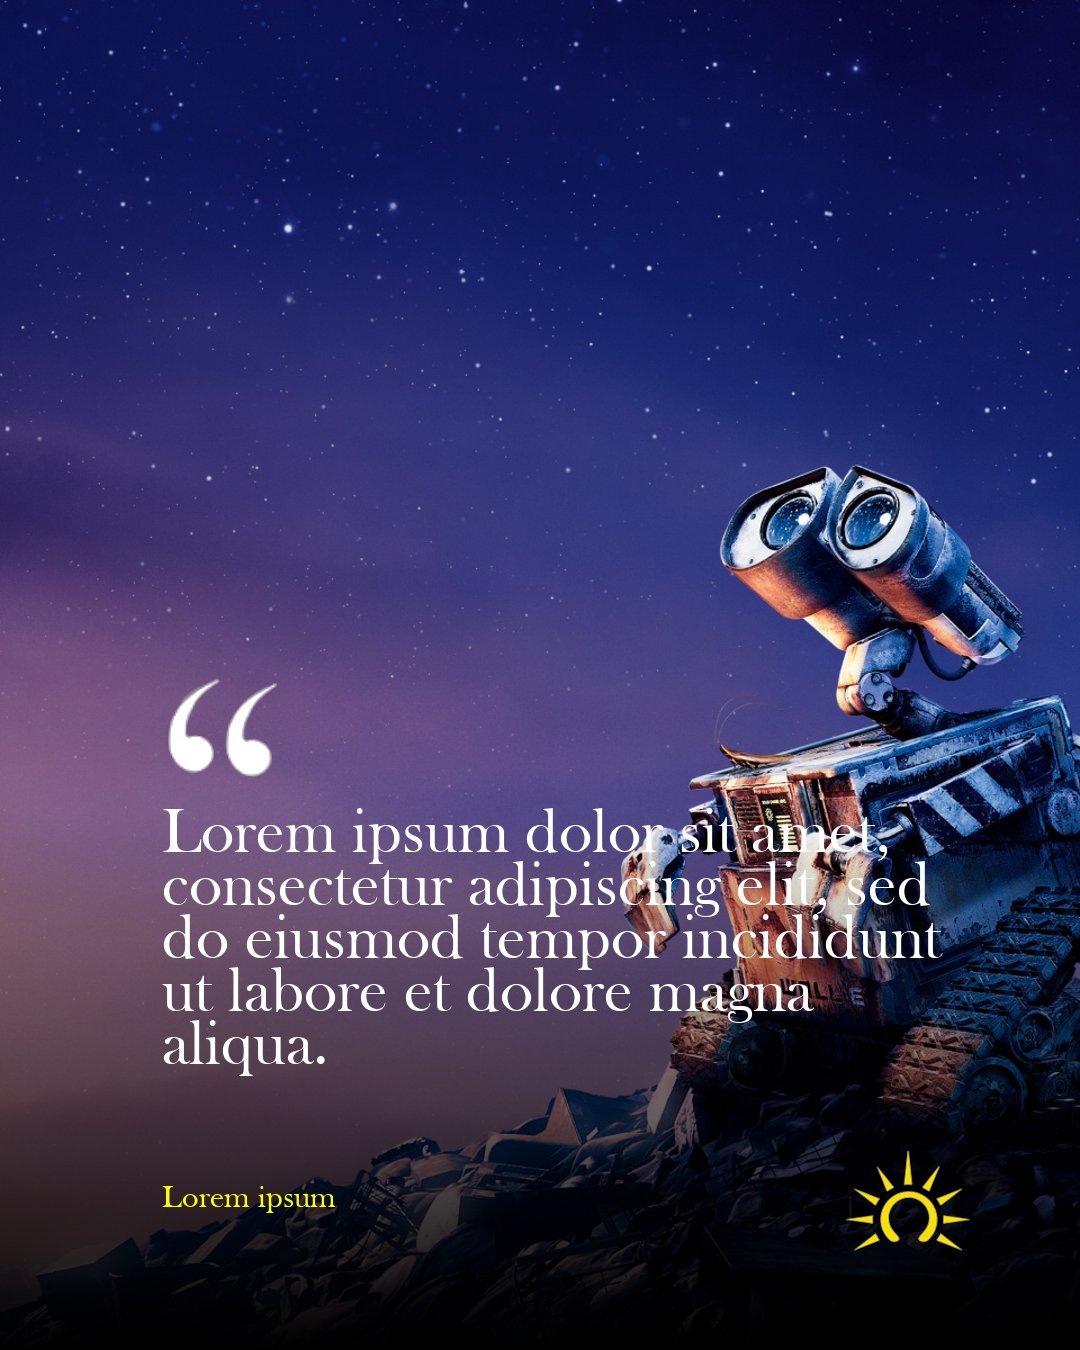 “
Lorem ipsum dolor sit amet,
consectetur adipiscing elit, sed
do eiusmod tempor incididunt
ut labore et dolore magna
aliqua.
WALL·E
Lorem ipsum